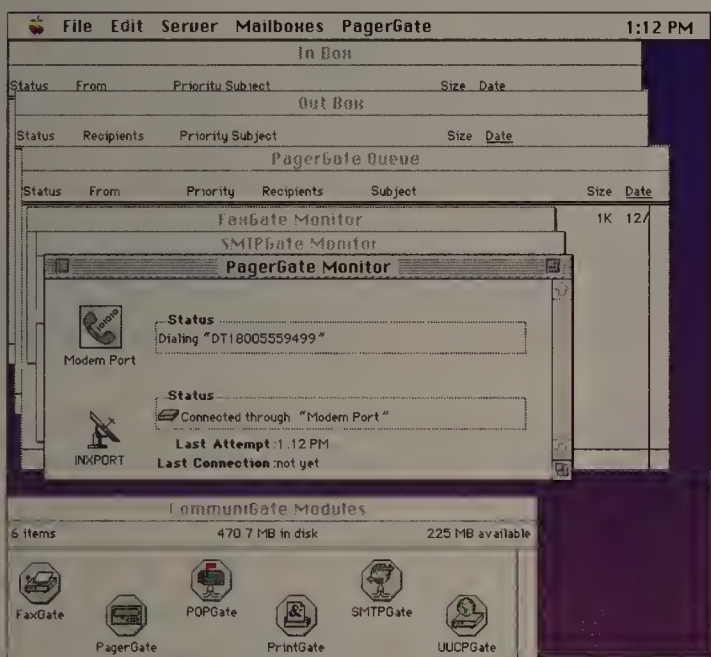 File Edit Server Mailboxes PagerGate 1:12 PM
In Box
Status From Priority Subject Size Date
Out Box
Status Recipients Priority Subject Size Date
PagerGate Queue
Status From Priority Recipients Subject Size Date
FaxGate Monitor 1K 12/
SMTPGate Monitor
PagerGate Monitor
Status
Dialing "DT18005559499"
Modem Port
Status
Connected through "Modem Port"
Last Attempt :1:12 PM
INXPORT
Last Connection :not yet
CommuniGate Modules
6 items 470.7 MB in disk 225 MB available
FaxGate POPGate SMTPGate
PagerGate PrintGate UUCPGate